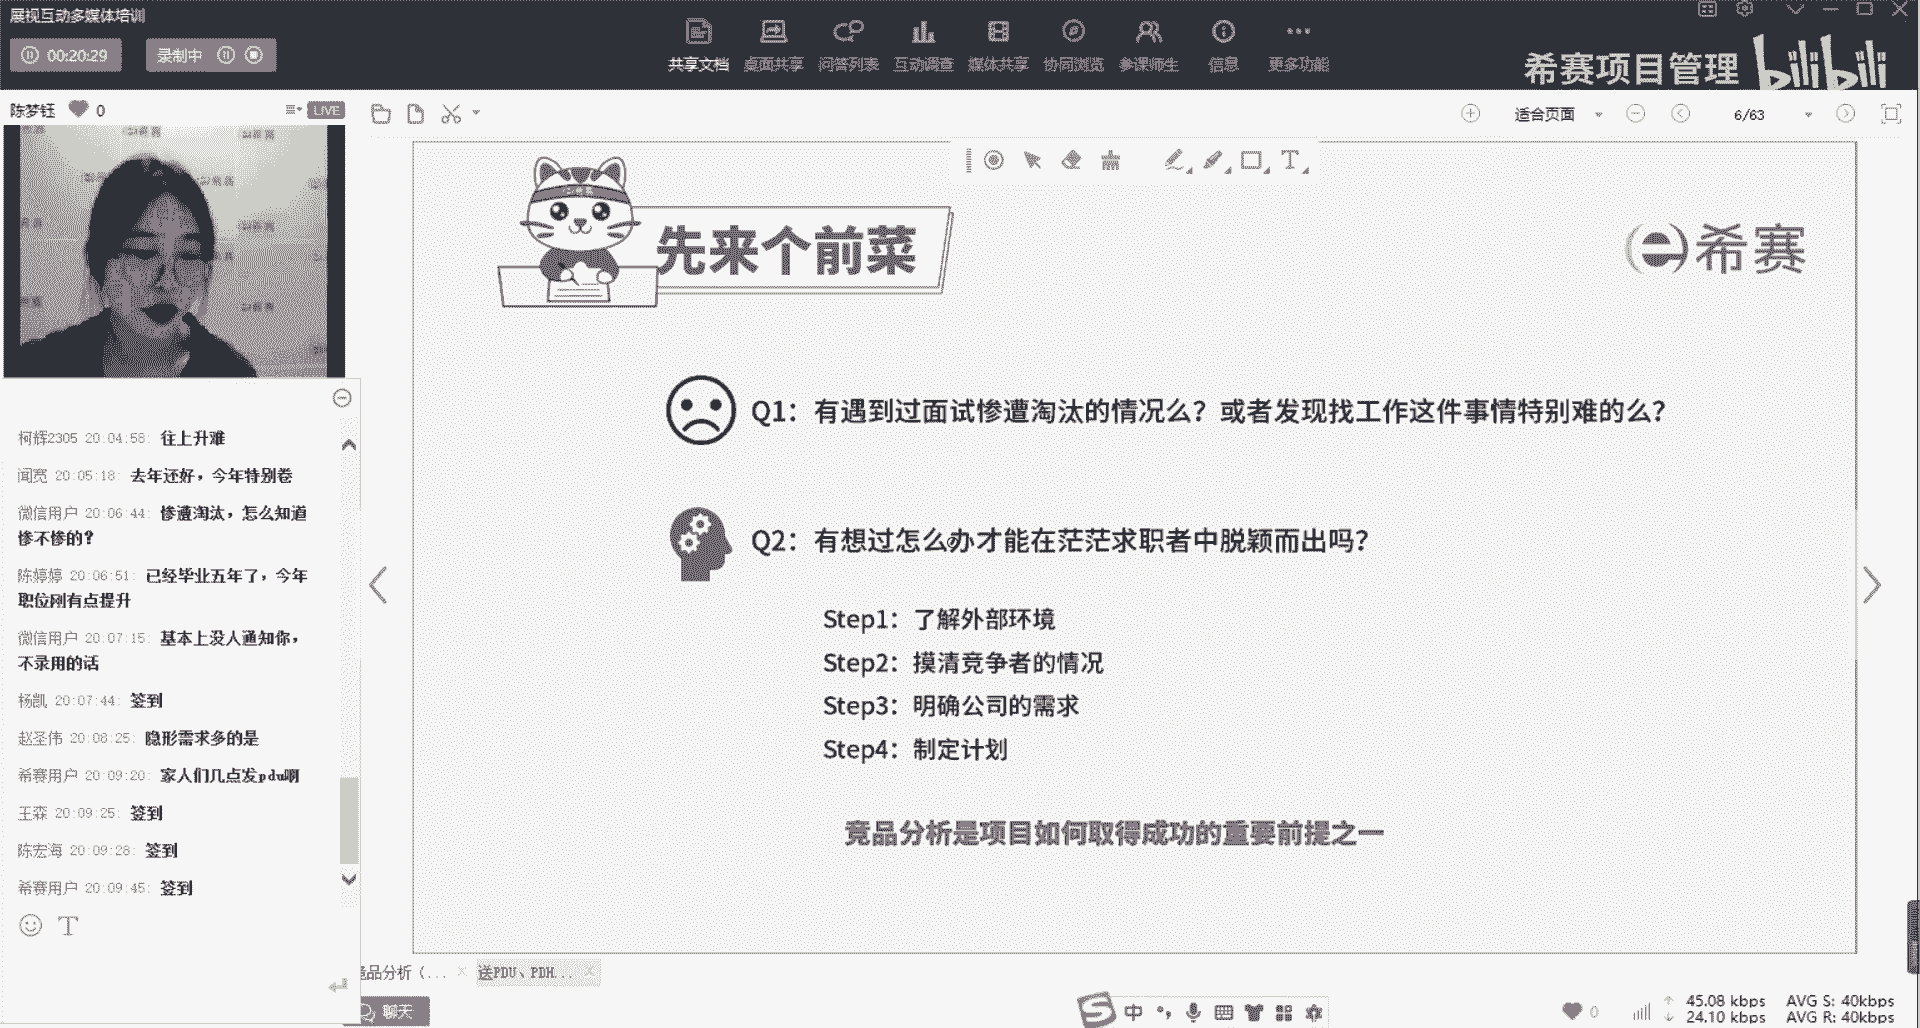 展视互动多媒体培训
00:20:29
录制中
共享文档
桌面共享
问答列表
互动调查
媒体共享
协同浏览
参课师生
信息
更多功能
希赛项目管理
bilibili
陈梦钰
0
LIVE
适合页面
6/63
先来个前菜
希赛
Q1：有遇到过面试惨遭淘汰的情况么？或者发现找工作这件事情特别难的么？
Q2：有想过怎么办才能在茫茫求职者中脱颖而出吗？
Step1：了解外部环境
Step2：摸清竞争者的情况
Step3：明确公司的需求
Step4：制定计划
竞品分析是项目如何取得成功的重要前提之一
柯辉2305 20:04:58: 往上升难
闻宽 20:05:18: 去年还好，今年特别卷
微信用户 20:06:44: 惨遭淘汰，怎么知道
惨不惨的？
陈婷婷 20:06:51: 已经毕业五年了，今年
职位刚有点提升
微信用户 20:07:15: 基本上没人通知你，
不录用的话
杨凯 20:07:44: 签到
赵圣伟 20:08:25: 隐形需求多的是
希赛用户 20:09:20: 家人们几点发pdu啊
王森 20:09:25: 签到
陈宏海 20:09:28: 签到
希赛用户 20:09:45: 签到
竞品分析（...
送PDU、PDH...
聊天
中
0
45.08 kbps
AVG S: 40kbps
24.10 kbps
AVG R: 40kbps